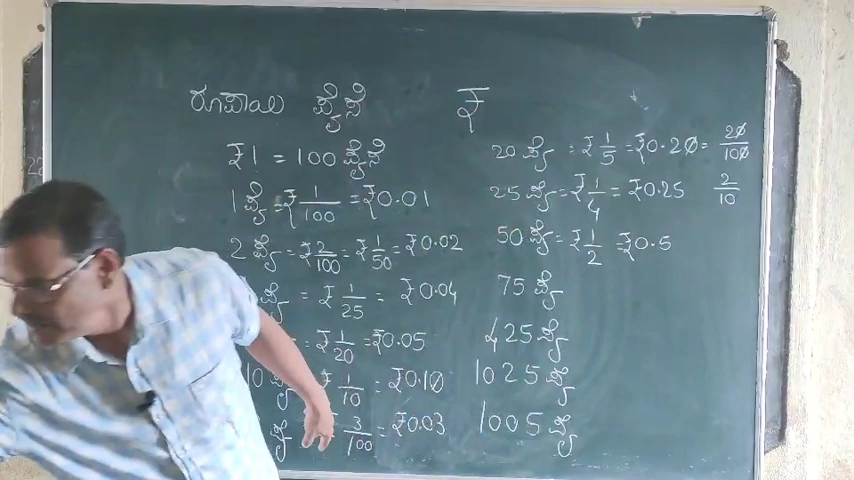 ರೂಪಾಯಿ ಪೈಸೆ ₹
₹1 = 100 ಪೈಸೆ
1 ಪೈ = ₹ 1/100 = ₹0.01
2 ಪೈ = ₹ 2/100 = ₹ 1/50 = ₹0.02
ಪೈ = ₹ 1/25 = ₹0.04
= ₹ 1/20 = ₹0.05
10 ಪೈ ₹ 1/10 = ₹0.10
ಪೈ 3/100 = ₹0.03
20 ಪೈ = ₹ 1/5 = ₹0.20 = 20/100
25 ಪೈ = ₹ 1/4 = ₹0.25 2/10
50 ಪೈ = ₹ 1/2 = ₹0.5
75 ಪೈ
425 ಪೈ
1025 ಪೈ
1005 ಪೈ